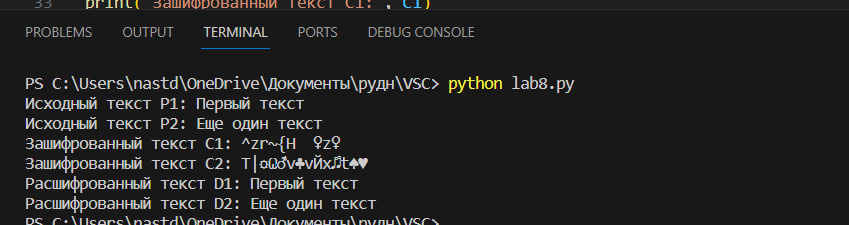 33 print("Зашифрованный текст C1:", C1)
PROBLEMS OUTPUT TERMINAL PORTS DEBUG CONSOLE
PS C:\Users\nastd\OneDrive\Документы\рудн\VSC> python lab8.py
Исходный текст P1: Первый текст
Исходный текст P2: Еще один текст
Зашифрованный текст C1: ^zr~{H  ♀z♀
Зашифрованный текст C2: T|☼Ѡ♂v♣vЙx♫t♠♥
Расшифрованный текст D1: Первый текст
Расшифрованный текст D2: Еще один текст
PS C:\Users\nastd\OneDrive\Документы\рудн\VSC>